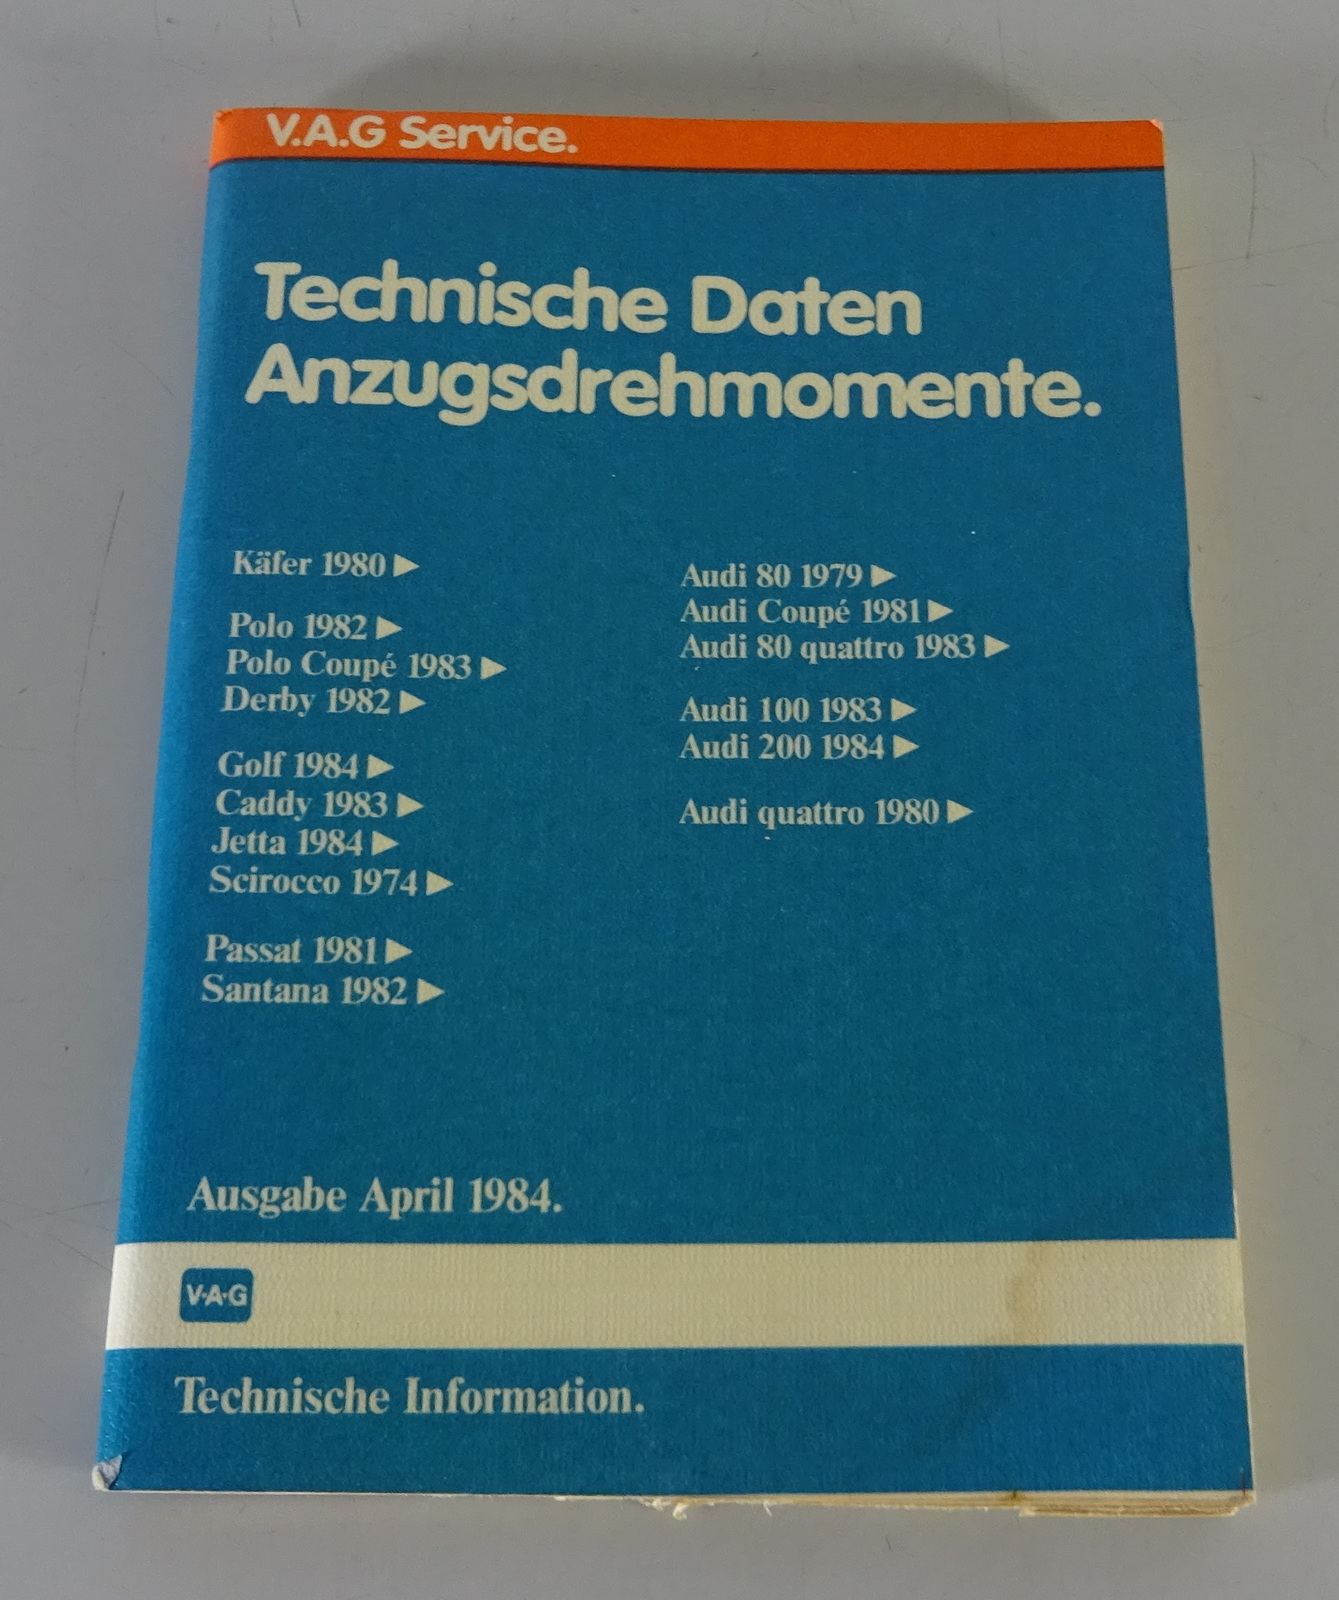 V.A.G Service.
Technische Daten
Anzugsdrehmomente.
Käfer 1980 ▶
Polo 1982 ▶
Polo Coupé 1983 ▶
Derby 1982 ▶
Golf 1984 ▶
Caddy 1983 ▶
Jetta 1984 ▶
Scirocco 1974 ▶
Passat 1981 ▶
Santana 1982 ▶
Audi 80 1979 ▶
Audi Coupé 1981 ▶
Audi 80 quattro 1983 ▶
Audi 100 1983 ▶
Audi 200 1984 ▶
Audi quattro 1980 ▶
Ausgabe April 1984.
V·A·G
Technische Information.